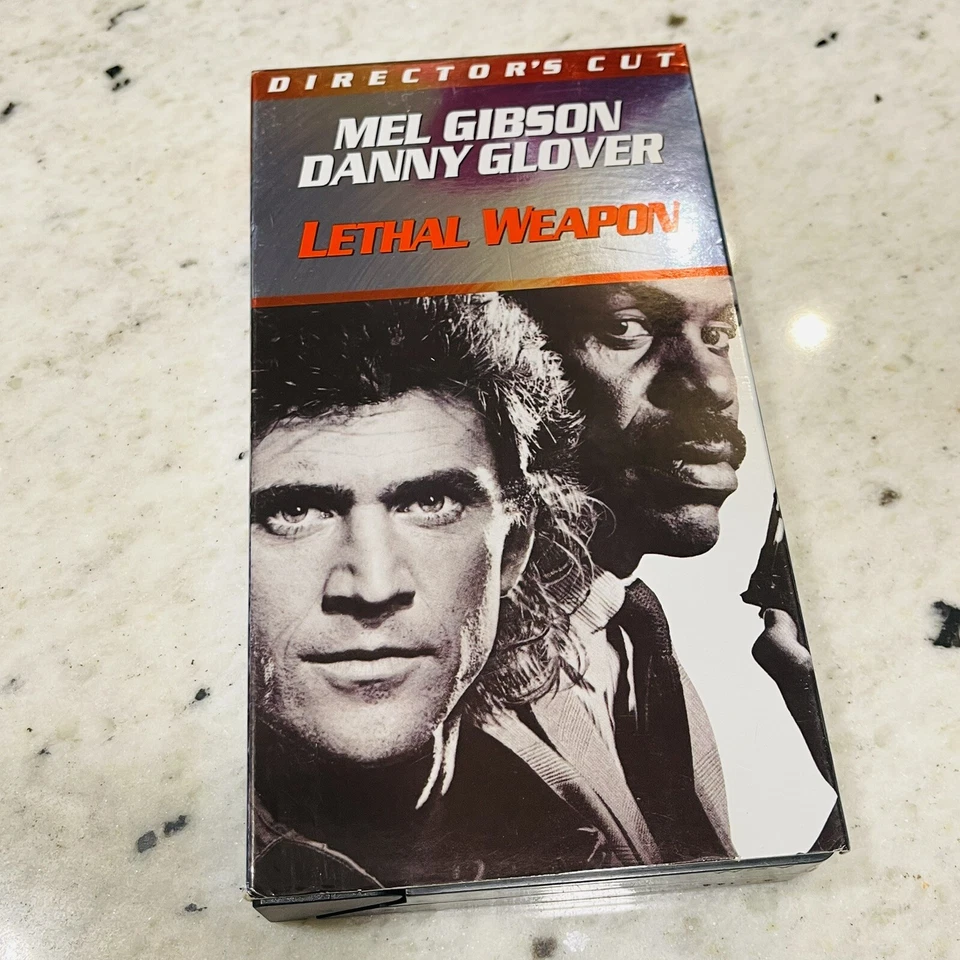 DIRECTOR'S CUT
MEL GIBSON
DANNY GLOVER
LETHAL WEAPON